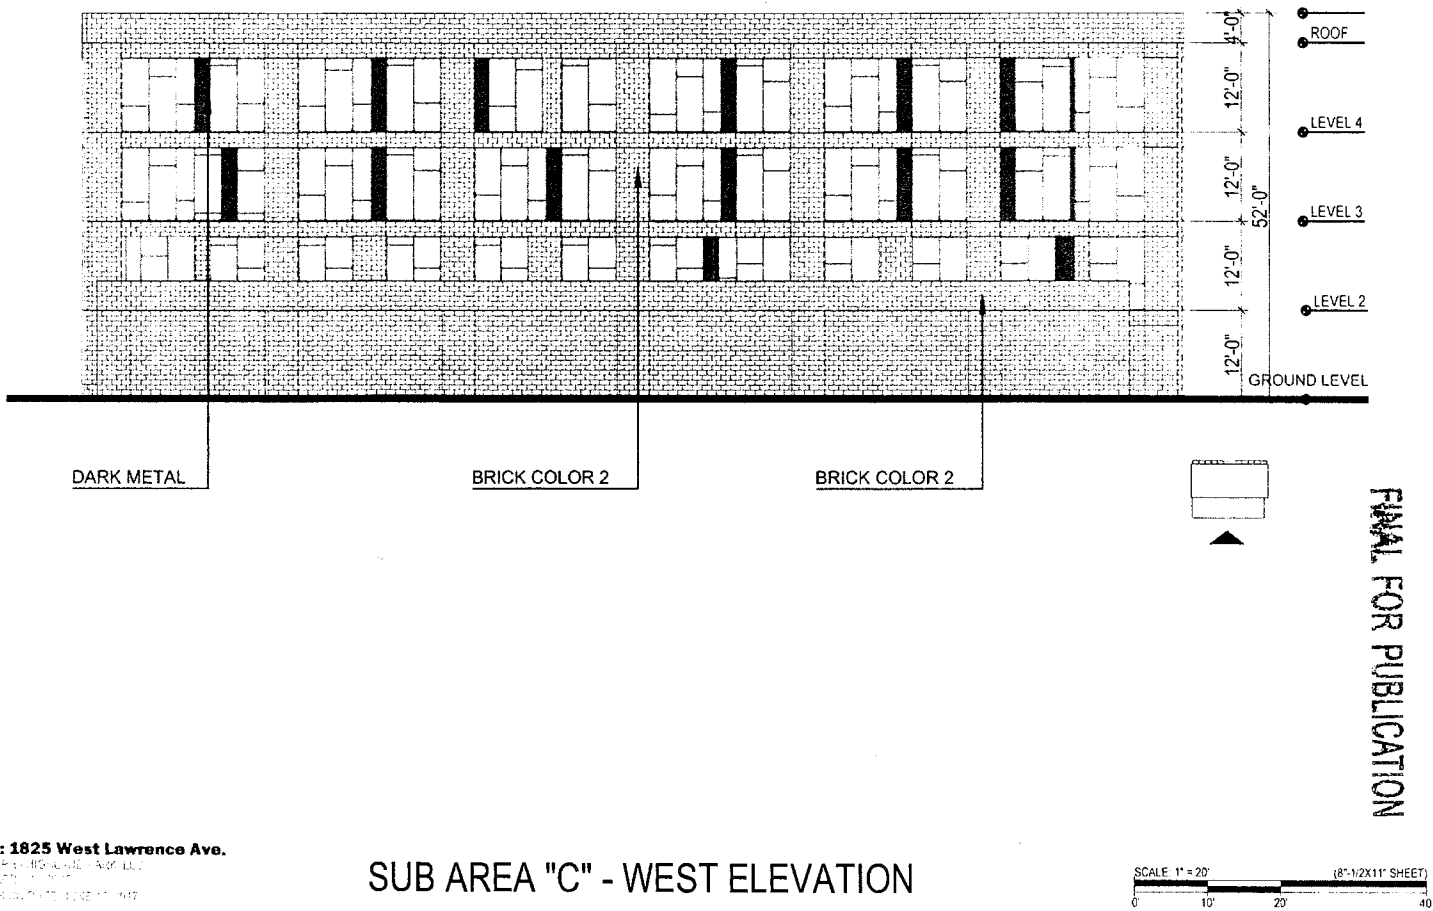 4'-0"
ROOF
12'-0"
LEVEL 4
12'-0"
52'-0"
LEVEL 3
12'-0"
LEVEL 2
12'-0"
GROUND LEVEL
DARK METAL
BRICK COLOR 2
BRICK COLOR 2
FINAL FOR PUBLICATION
: 1825 West Lawrence Ave.
SUB AREA "C" - WEST ELEVATION
SCALE: 1" = 20'
(8"-1/2X11" SHEET)
0' 10' 20' 40